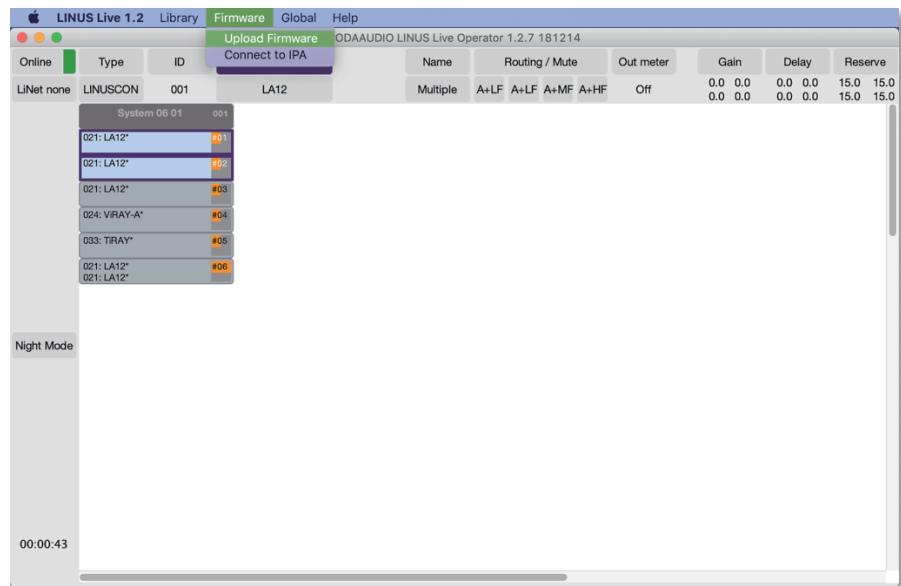 LINUS Live 1.2 Library Firmware Global Help
Upload Firmware
Connect to IPA
ODAAUDIO LINUS Live Operator 1.2.7 181214
Online Type ID Name Routing / Mute Out meter Gain Delay Reserve
LiNet none LINUSCON 001 LA12 Multiple A+LF A+LF A+MF A+HF Off 0.0 0.0 0.0 0.0 15.0 15.0
0.0 0.0 0.0 0.0 15.0 15.0
System 06 01 001
021: LA12* #01
021: LA12* #02
021: LA12* #03
024: ViRAY-A* #04
033: TiRAY* #05
021: LA12* #06
021: LA12*
Night Mode
00:00:43